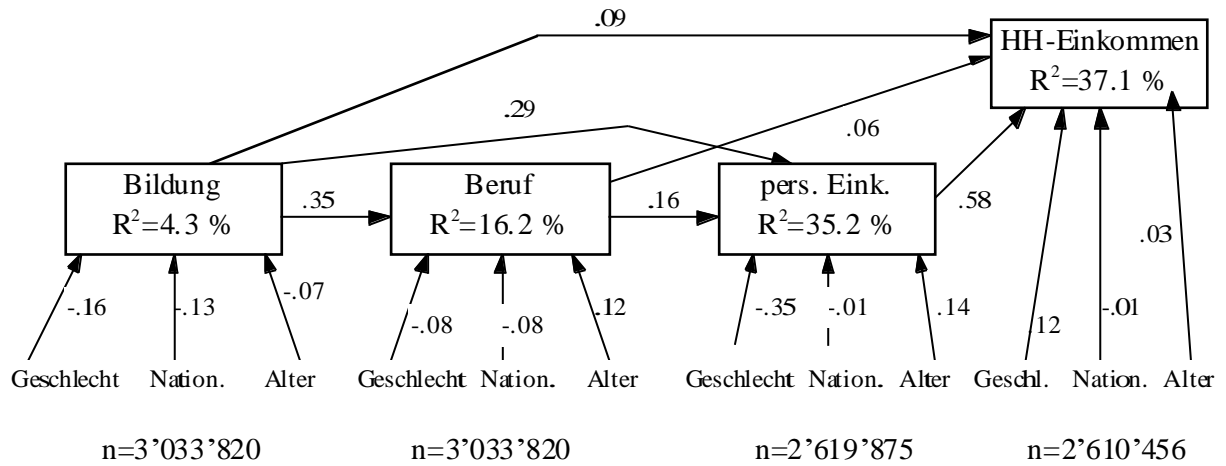 .09
HH-Einkommen
R²=37.1 %
.29
.06
Bildung
R²=4.3 %
.35
Beruf
R²=16.2 %
.16
pers. Eink.
R²=35.2 %
.58
.03
-.16
-.13
-.07
-.08
-.08
.12
-.35
-.01
.14
.12
-.01
Geschlecht Nation. Alter Geschlecht Nation. Alter Geschlecht Nation. Alter Geschl. Nation. Alter
n=3’033’820 n=3’033’820 n=2’619’875 n=2’610’456